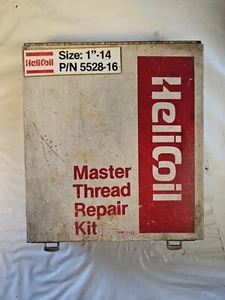 HeliCoil
Size: 1"-14
P/N 5528-16
HeliCoil
Master
Thread
Repair
Kit